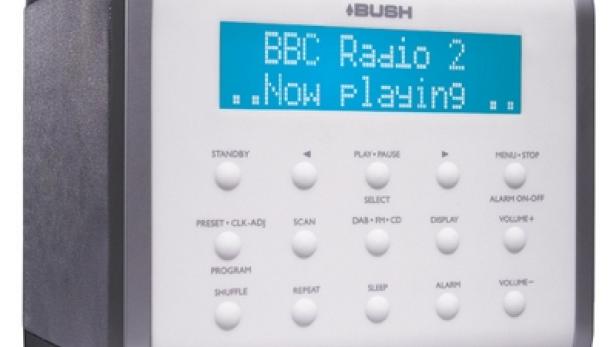 BUSH
BBC Radio 2
..Now playing ..
STANDBY ◀ PLAY•PAUSE ▶ MENU•STOP
SELECT ALARM ON-OFF
PRESET•CLK-ADJ SCAN DAB•FM•CD DISPLAY VOLUME+
PROGRAM
SHUFFLE REPEAT SLEEP ALARM VOLUME−